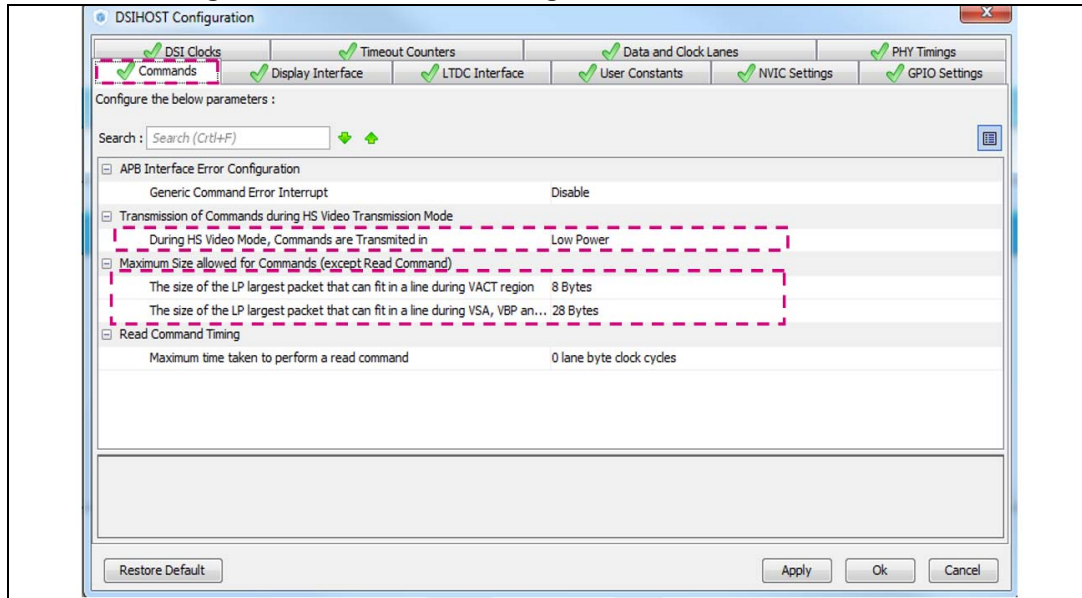 DSIHOST Configuration
DSI Clocks Timeout Counters Data and Clock Lanes PHY Timings
Commands Display Interface LTDC Interface User Constants NVIC Settings GPIO Settings
Configure the below parameters :
Search : Search (Crtl+F)
APB Interface Error Configuration
Generic Command Error Interrupt Disable
Transmission of Commands during HS Video Transmission Mode
During HS Video Mode, Commands are Transmited in Low Power
Maximum Size allowed for Commands (except Read Command)
The size of the LP largest packet that can fit in a line during VACT region 8 Bytes
The size of the LP largest packet that can fit in a line during VSA, VBP an... 28 Bytes
Read Command Timing
Maximum time taken to perform a read command 0 lane byte clock cycles
Restore Default Apply Ok Cancel